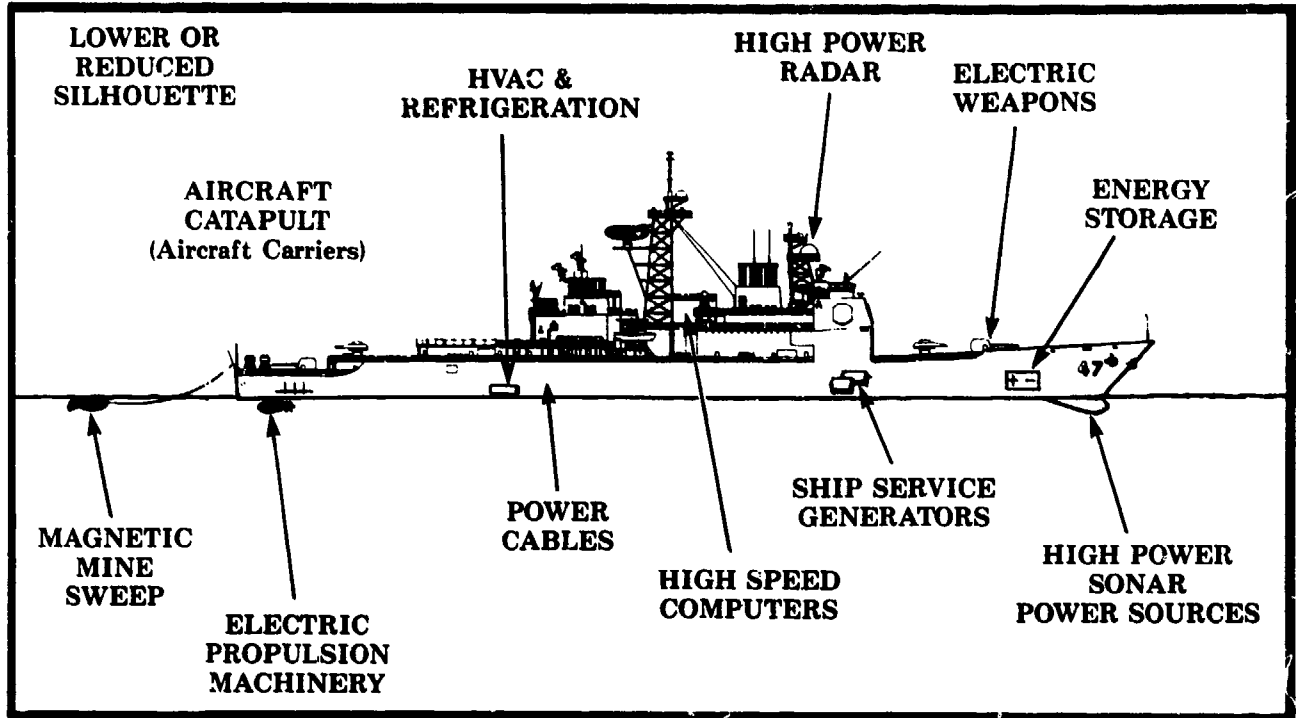 LOWER OR
REDUCED
SILHOUETTE
HVAC &
REFRIGERATION
HIGH POWER
RADAR
ELECTRIC
WEAPONS
AIRCRAFT
CATAPULT
(Aircraft Carriers)
ENERGY
STORAGE
47
+ -
MAGNETIC
MINE
SWEEP
ELECTRIC
PROPULSION
MACHINERY
POWER
CABLES
HIGH SPEED
COMPUTERS
SHIP SERVICE
GENERATORS
HIGH POWER
SONAR
POWER SOURCES